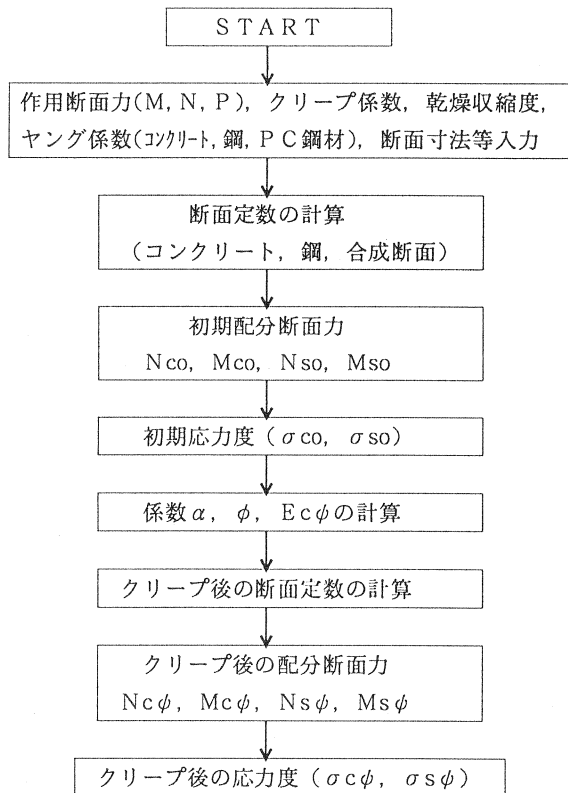 START
作用断面力(M, N, P), クリープ係数, 乾燥収縮度,
ヤング係数(コンクリート, 鋼, PC鋼材), 断面寸法等入力
断面定数の計算
(コンクリート, 鋼, 合成断面)
初期配分断面力
Nco, Mco, Nso, Mso
初期応力度 (σco, σso)
係数α, φ, Ecφの計算
クリープ後の断面定数の計算
クリープ後の配分断面力
Ncφ, Mcφ, Nsφ, Msφ
クリープ後の応力度 (σcφ, σsφ)